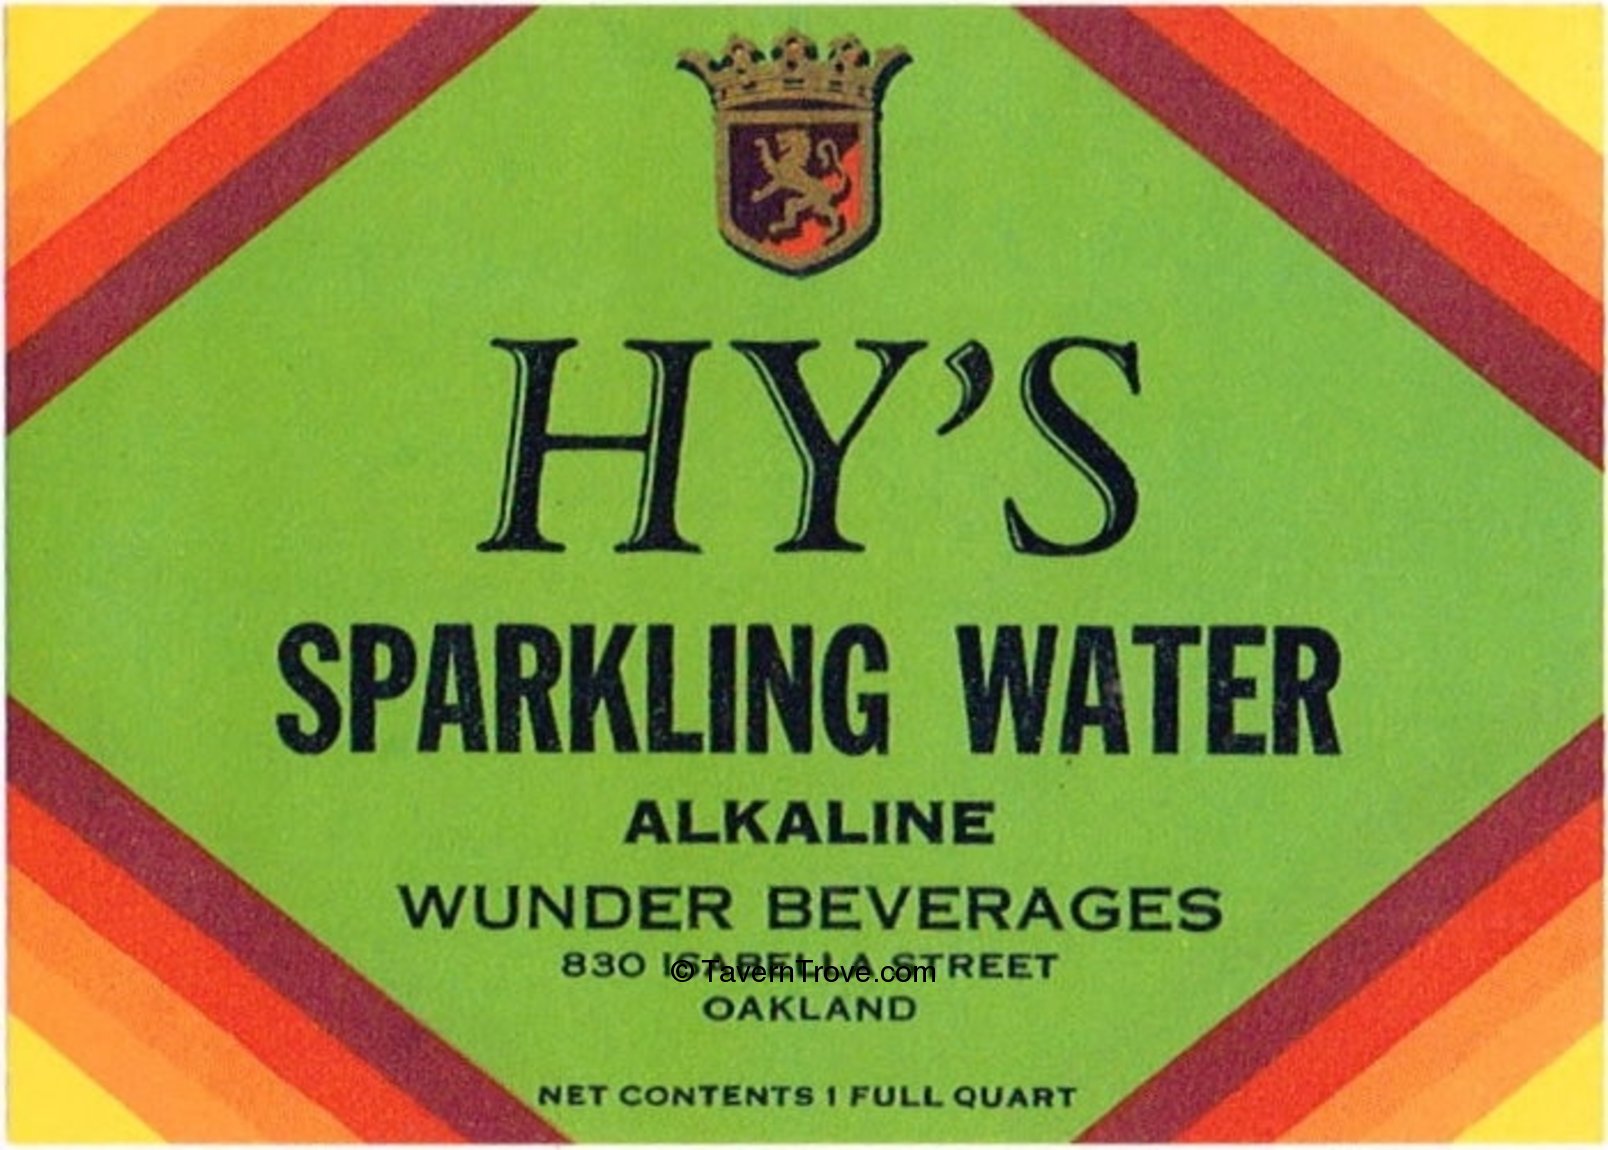 HY'S
SPARKLING WATER
ALKALINE
WUNDER BEVERAGES
830 ISABELLA STREET
© TavernTrove.com
OAKLAND
NET CONTENTS 1 FULL QUART